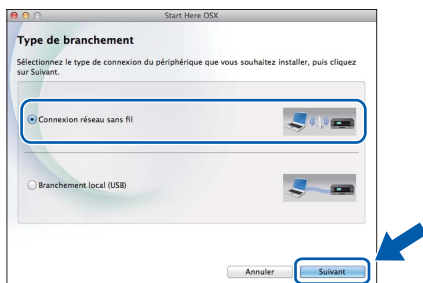 Start Here OSX
Type de branchement
Sélectionnez le type de connexion du périphérique que vous souhaitez installer, puis cliquez
sur Suivant.
Connexion réseau sans fil
Branchement local (USB)
Annuler
Suivant